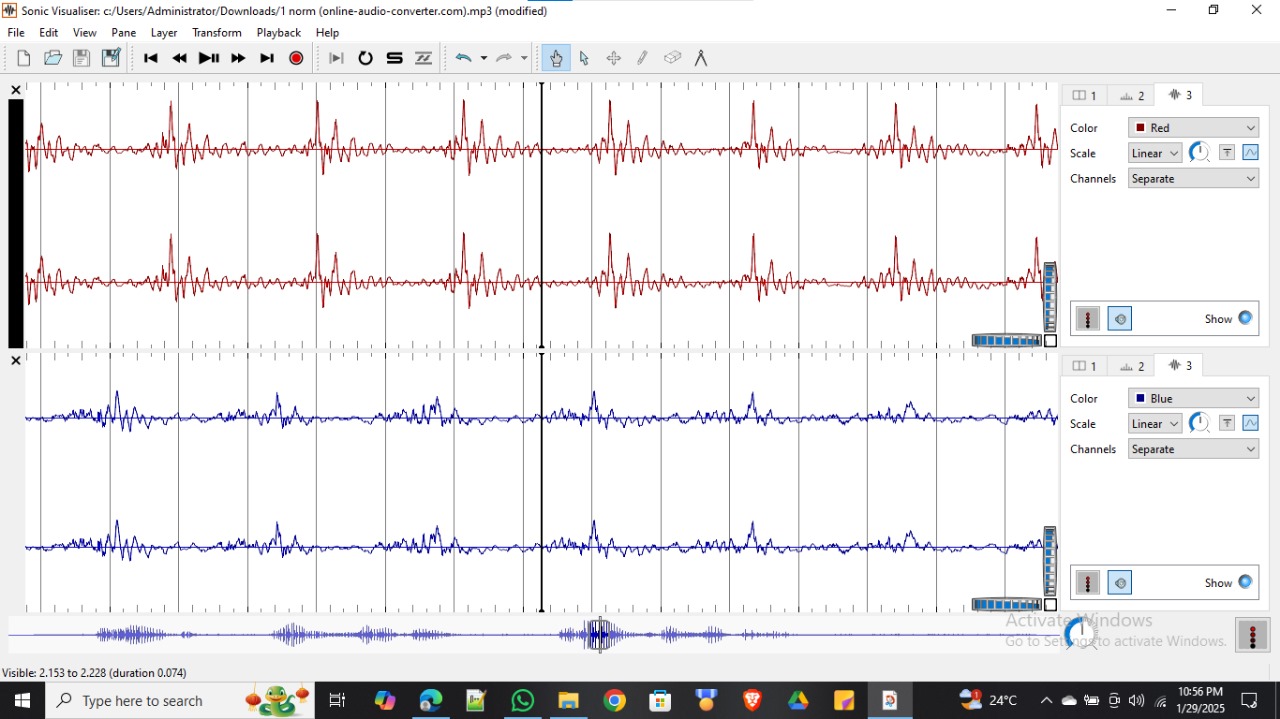 Sonic Visualiser: c:/Users/Administrator/Downloads/1 norm (online-audio-converter.com).mp3 (modified)
File Edit View Pane Layer Transform Playback Help
1 2 3
Color Red
Scale Linear
Channels Separate
Show
1 2 3
Color Blue
Scale Linear
Channels Separate
Show
Activate Windows
Go to Settings to activate Windows.
Visible: 2.153 to 2.228 (duration 0.074)
Type here to search
24°C
10:56 PM
1/29/2025